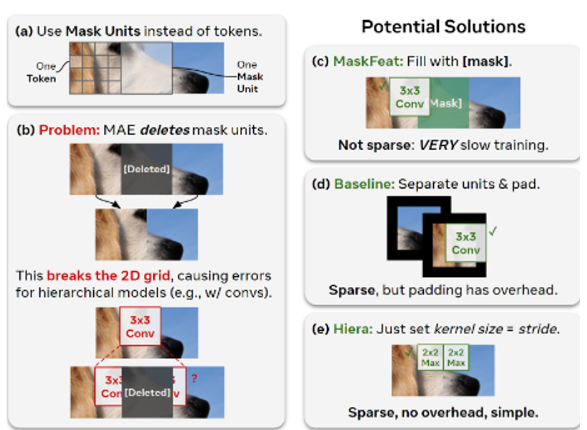 (a) Use Mask Units instead of tokens.
One
Token
One
Mask
Unit
(b) Problem: MAE deletes mask units.
[Deleted]
This breaks the 2D grid, causing errors
for hierarchical models (e.g., w/ convs).
3x3
Conv
3x3
Con
[Deleted]
v
?
Potential Solutions
(c) MaskFeat: Fill with [mask].
✓
3x3
Conv
Mask]
Not sparse: VERY slow training.
(d) Baseline: Separate units & pad.
3x3
Conv
✓
Sparse, but padding has overhead.
(e) Hiera: Just set kernel size = stride.
✓
2x2 2x2
Max Max
Sparse, no overhead, simple.